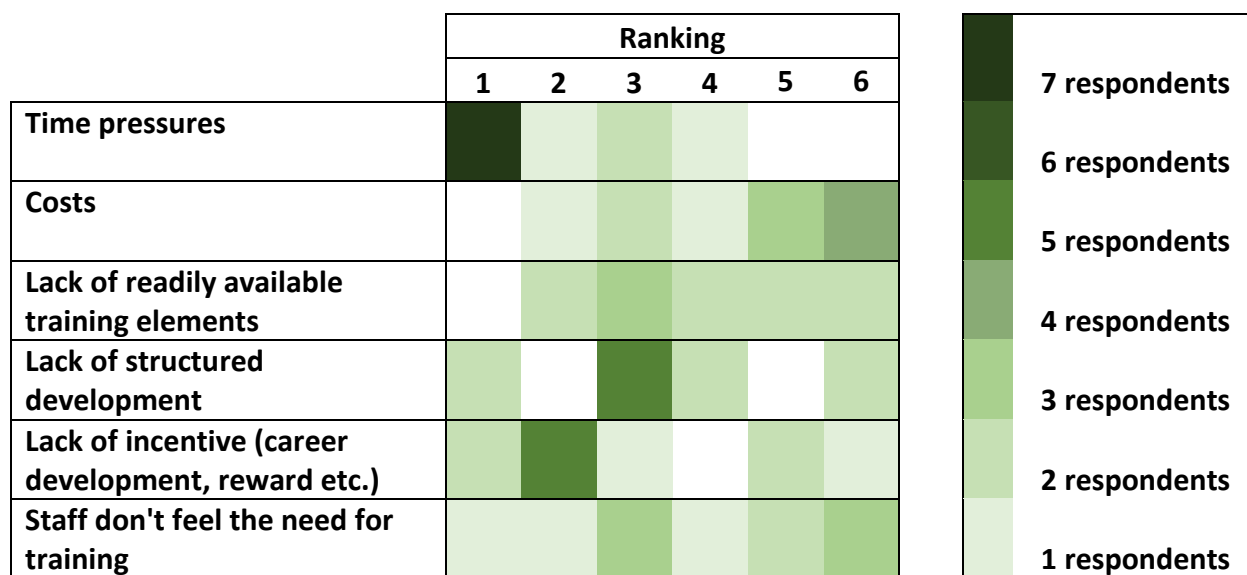 Ranking
1 2 3 4 5 6
Time pressures
Costs
Lack of readily available
training elements
Lack of structured
development
Lack of incentive (career
development, reward etc.)
Staff don't feel the need for
training
7 respondents
6 respondents
5 respondents
4 respondents
3 respondents
2 respondents
1 respondents